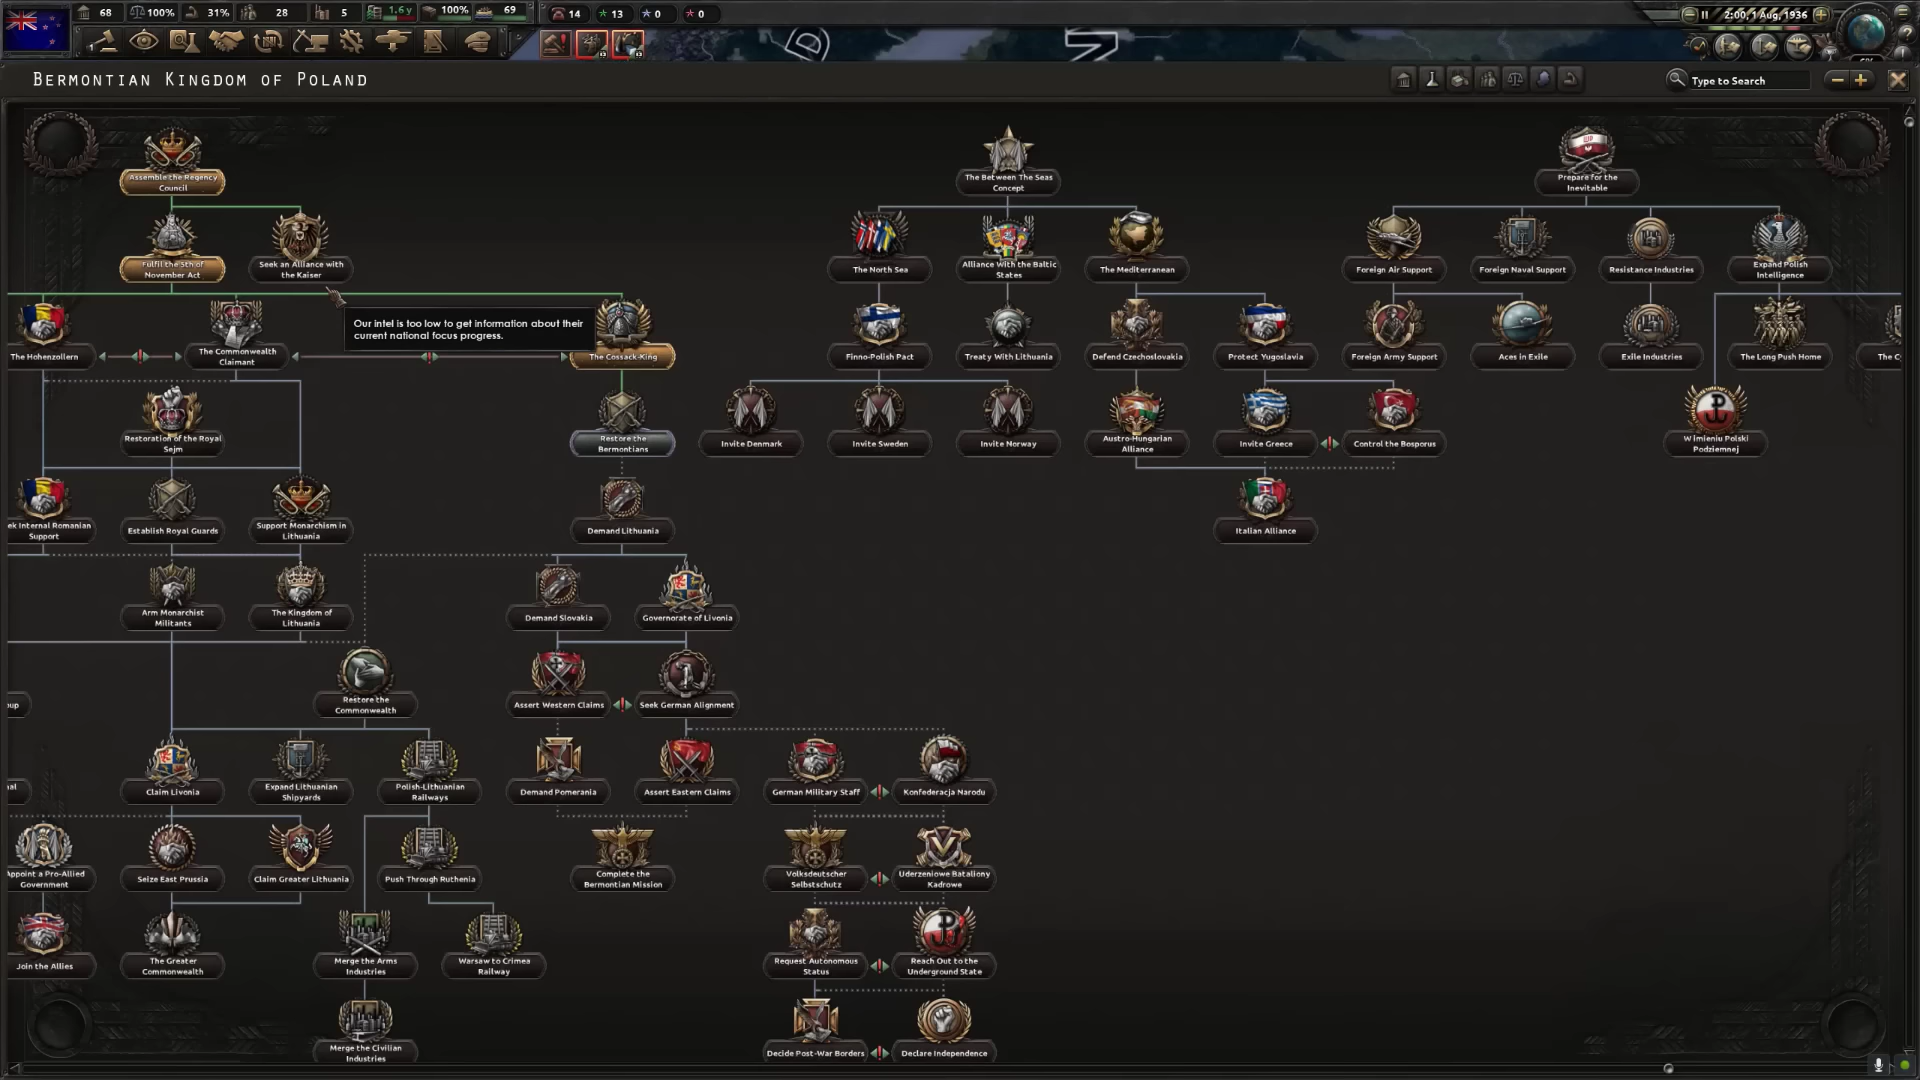 68 100% 31% 28 5 1.6 y 100% 69 14 13 0 0
2:00, 1 Aug, 1936
Bermontian Kingdom of Poland
Type to Search
Assemble the Regency
Council
The Between The Seas
Concept
Prepare for the
Inevitable
Fulfil the 5th of
November Act
Seek an Alliance with
the Kaiser
The North Sea
Alliance With the Baltic
States
The Mediterranean
Foreign Air Support
Foreign Naval Support
Resistance Industries
Expand Polish
Intelligence
Our intel is too low to get information about their
current national focus progress.
The Hohenzollern
The Commonwealth
Claimant
The Cossack-King
Finno-Polish Pact
Treaty With Lithuania
Defend Czechoslovakia
Protect Yugoslavia
Foreign Army Support
Aces in Exile
Exile Industries
The Long Push Home
Restoration of the Royal
Sejm
Restore the
Bermontians
Invite Denmark
Invite Sweden
Invite Norway
Austro-Hungarian
Alliance
Invite Greece
Control the Bosporus
W imieniu Polski
Podziemnej
ek Internal Romanian
Support
Establish Royal Guards
Support Monarchism in
Lithuania
Demand Lithuania
Italian Alliance
Arm Monarchist
Militants
The Kingdom of
Lithuania
Demand Slovakia
Governorate of Livonia
oup
Restore the
Commonwealth
Assert Western Claims
Seek German Alignment
nal
Claim Livonia
Expand Lithuanian
Shipyards
Polish-Lithuanian
Railways
Demand Pomerania
Assert Eastern Claims
German Military Staff
Konfederacja Narodu
Appoint a Pro-Allied
Government
Seize East Prussia
Claim Greater Lithuania
Push Through Ruthenia
Complete the
Bermontian Mission
Volksdeutscher
Selbstschutz
Uderzeniowe Bataliony
Kadrowe
Join the Allies
The Greater
Commonwealth
Merge the Arms
Industries
Warsaw to Crimea
Railway
Request Autonomous
Status
Reach Out to the
Underground State
Merge the Civilian
Industries
Decide Post-War Borders
Declare Independence